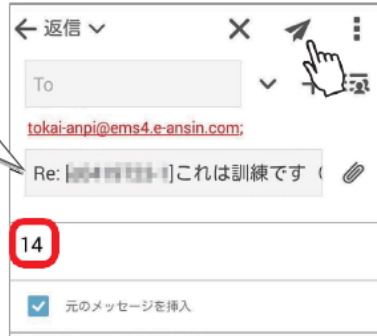 返信
To
tokai-anpi@ems4.e-ansin.com;
Re: [ ]これは訓練です（
14
元のメッセージを挿入